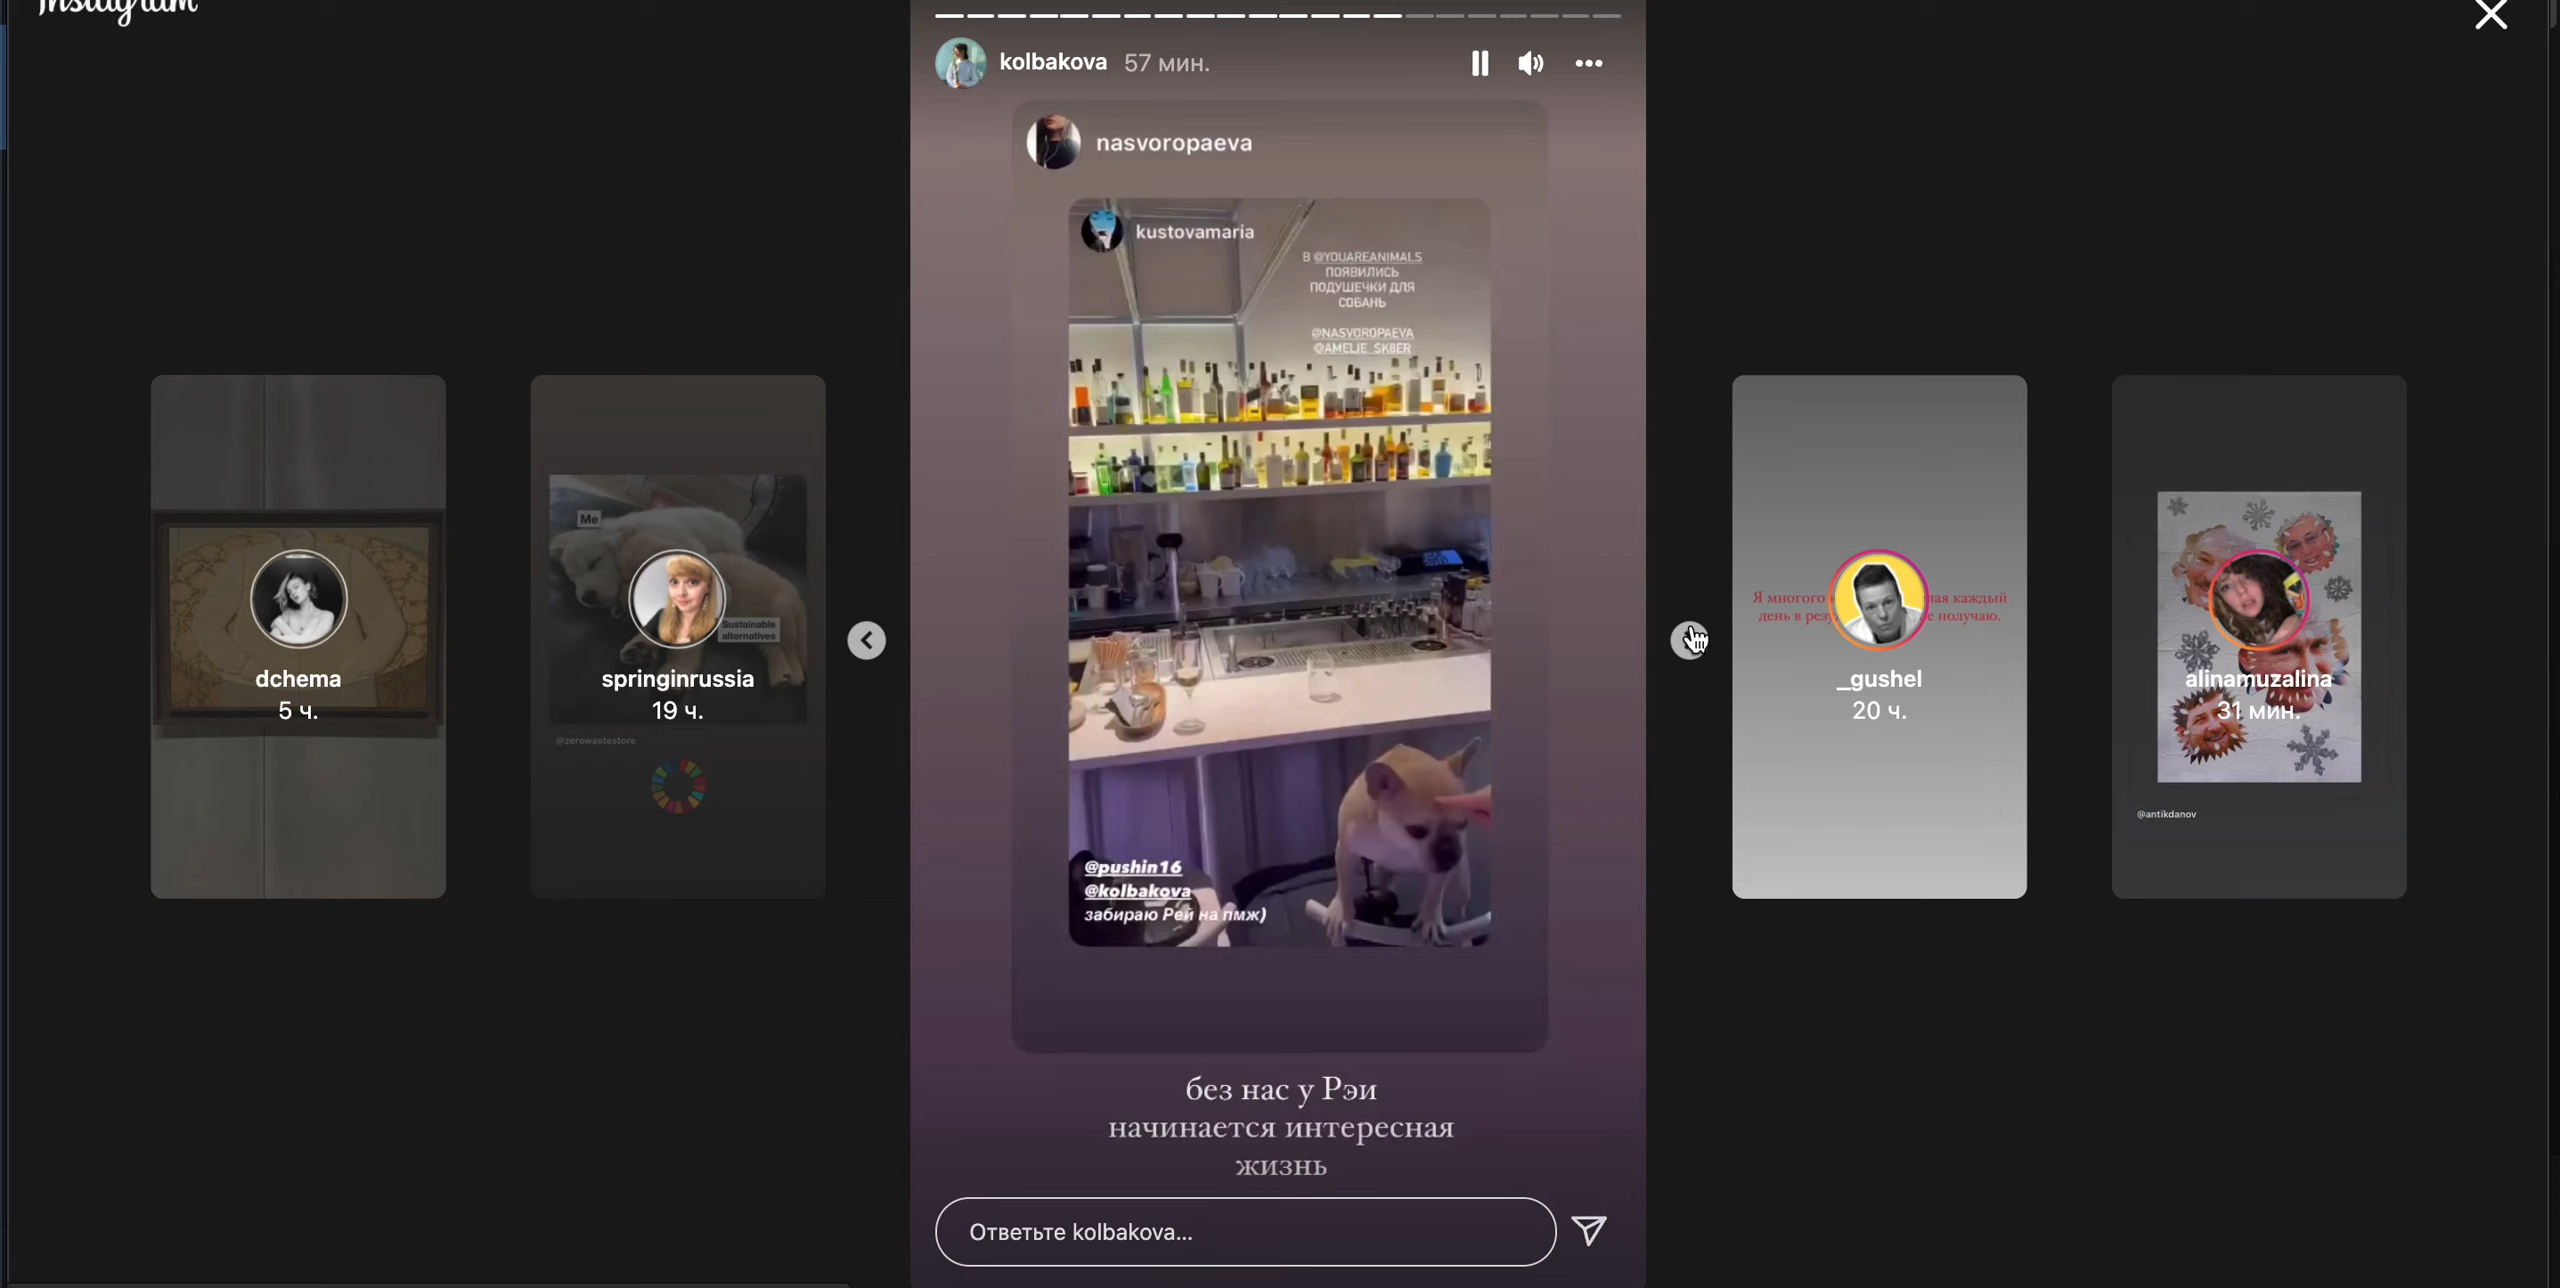 Instagram
kolbakova 57 мин.
nasvoropaeva
kustovamaria
В @YOUAREANIMALS
ПОЯВИЛИСЬ
ПОДУШЕЧКИ ДЛЯ
СОБАНЬ
@NASVOROPAEVA
@AMELIE_SKBER
@pushin16
@kolbakova
забираю Рей на пмж)
без нас у Рэи
начинается интересная
жизнь
Ответьте kolbakova...
dchema
5 ч.
Me
Sustainable
alternatives
springinrussia
19 ч.
@zerowastestore
Я многого каждый
день в получаю.
_gushel
20 ч.
alinamuzalina
31 мин.
@antikdanov